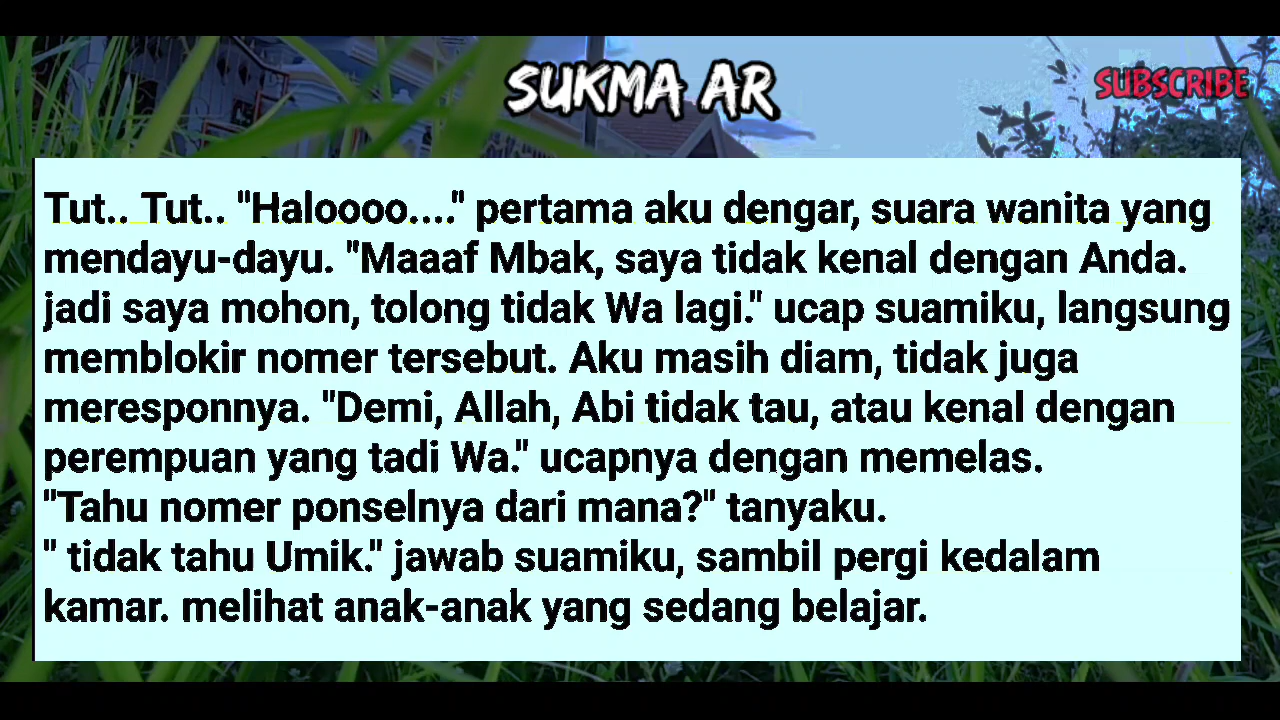 SUKMA AR
SUBSCRIBE
Tut.. Tut.. "Haloooo...." pertama aku dengar, suara wanita yang
mendayu-dayu. "Maaaf Mbak, saya tidak kenal dengan Anda.
jadi saya mohon, tolong tidak Wa lagi." ucap suamiku, langsung
memblokir nomer tersebut. Aku masih diam, tidak juga
meresponnya. "Demi, Allah, Abi tidak tau, atau kenal dengan
perempuan yang tadi Wa." ucapnya dengan memelas.
"Tahu nomer ponselnya dari mana?" tanyaku.
" tidak tahu Umik." jawab suamiku, sambil pergi kedalam
kamar. melihat anak-anak yang sedang belajar.